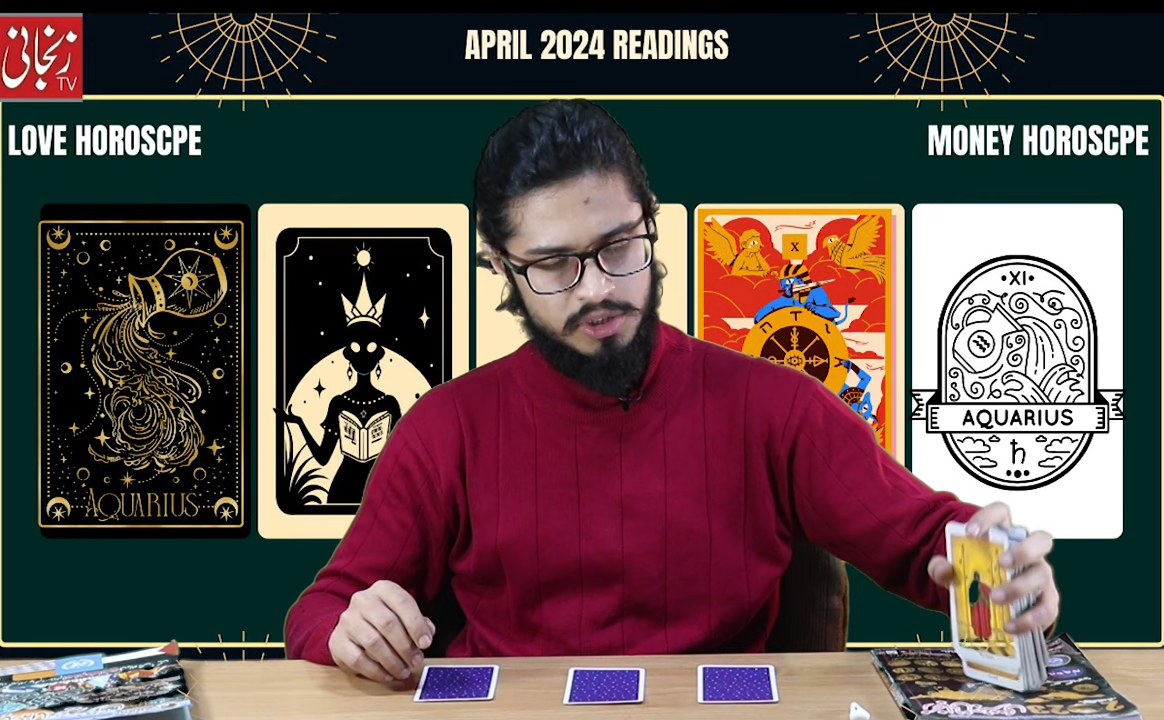 زنجانی
TV
APRIL 2024 READINGS
LOVE HOROSCPE
MONEY HOROSCPE
AQUARIUS
X
T
XI
AQUARIUS